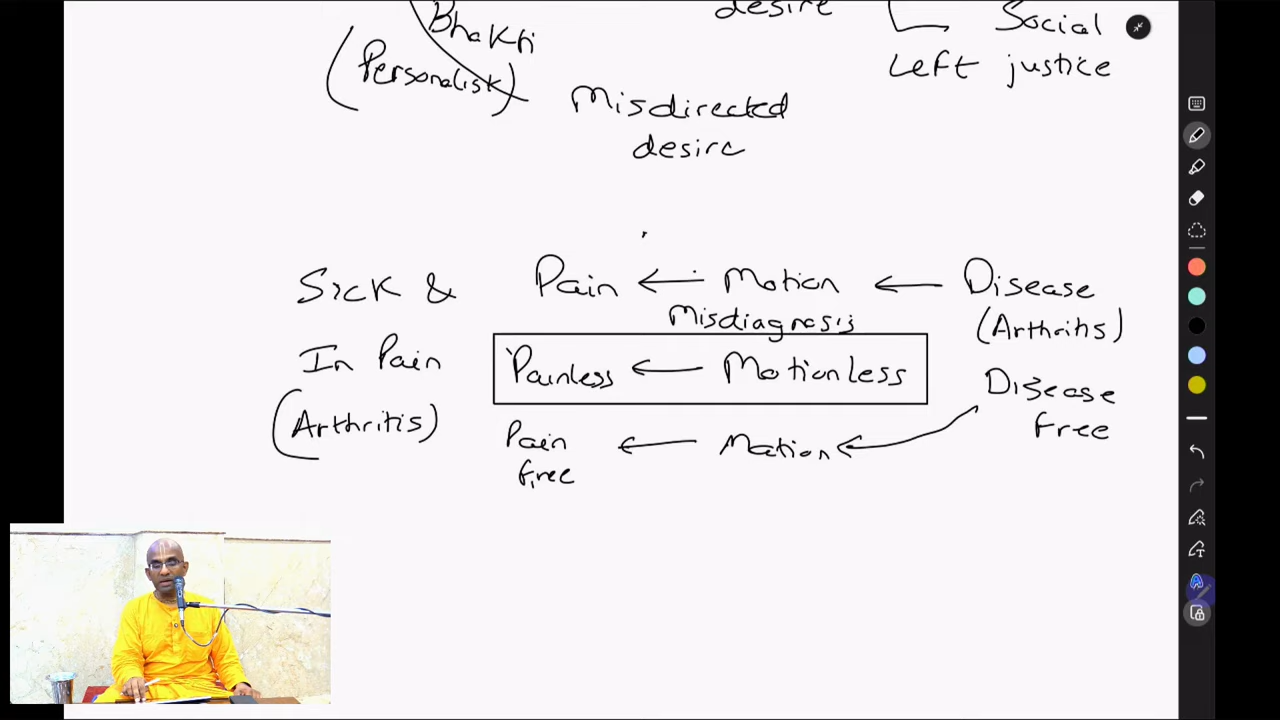 Bhakti
(Personalist)
desire
Social
Left justice
Misdirected
desire
Sick & Pain ← Motion ← Disease
Misdiagnosis (Arthritis)
In Pain Painless ← Motionless Disease
free
(Arthritis) Pain ← Motion
free